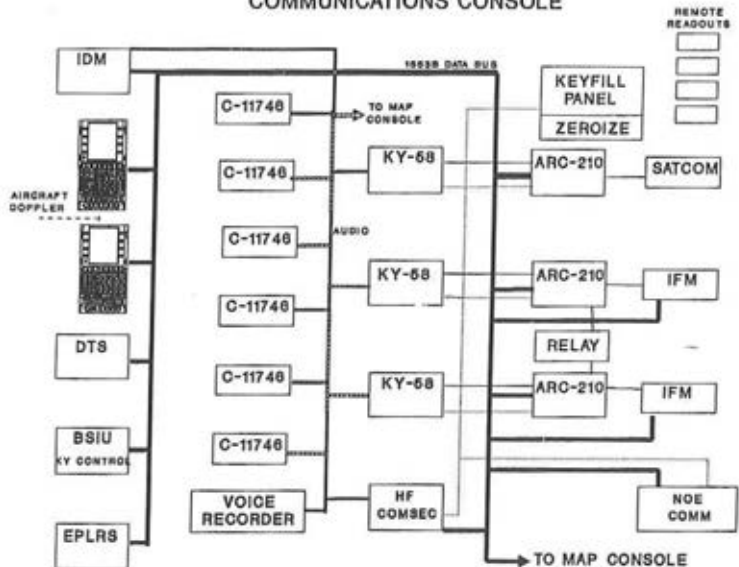 COMMUNICATIONS CONSOLE
REMOTE
READOUTS
IDM
1553B DATA BUS
C-11746
TO MAP
CONSOLE
KEYFILL
PANEL
ZEROIZE
KY-58
ARC-210
SATCOM
C-11746
AIRCRAFT
DOPPLER
C-11746
AUDIO
KY-58
ARC-210
IFM
C-11746
DTS
RELAY
C-11746
KY-58
ARC-210
IFM
BSIU
KY CONTROL
C-11746
VOICE
RECORDER
HF
COMSEC
NOE
COMM
EPLRS
TO MAP CONSOLE